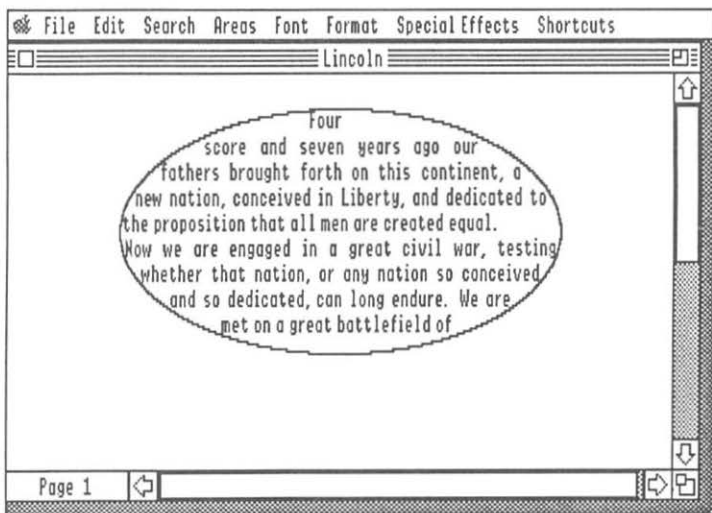 File Edit Search Areas Font Format Special Effects Shortcuts
Lincoln
Four
score and seven years ago our
fathers brought forth on this continent, a
new nation, conceived in Liberty, and dedicated to
the proposition that all men are created equal.
Now we are engaged in a great civil war, testing
whether that nation, or any nation so conceived
and so dedicated, can long endure. We are
met on a great battlefield of
Page 1